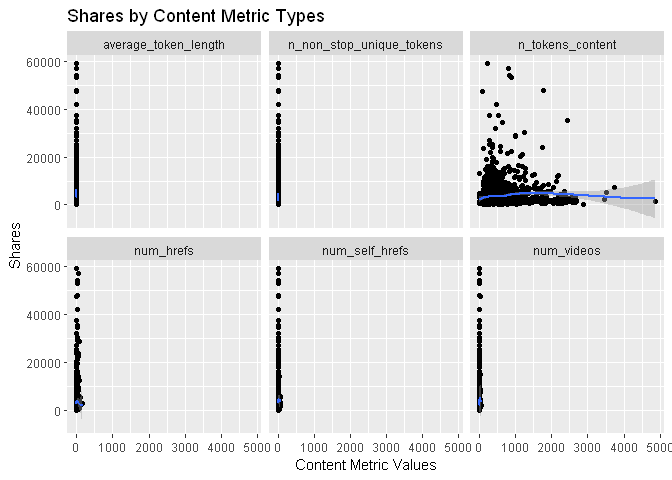 Shares by Content Metric Types
average_token_length n_non_stop_unique_tokens n_tokens_content
60000
40000
20000
0
num_hrefs num_self_hrefs num_videos
60000
40000
20000
0
0 1000 2000 3000 4000 5000 0 1000 2000 3000 4000 5000 0 1000 2000 3000 4000 5000
Content Metric Values
Shares